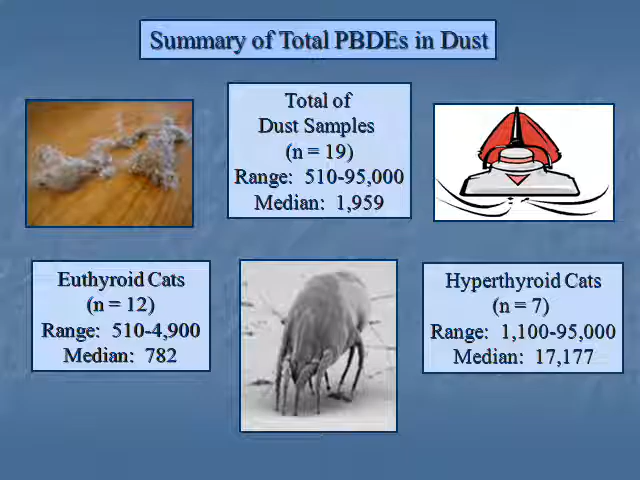 Summary of Total PBDEs in Dust
Total of
Dust Samples
(n = 19)
Range: 510-95,000
Median: 1,959
Euthyroid Cats
(n = 12)
Range: 510-4,900
Median: 782
Hyperthyroid Cats
(n = 7)
Range: 1,100-95,000
Median: 17,177